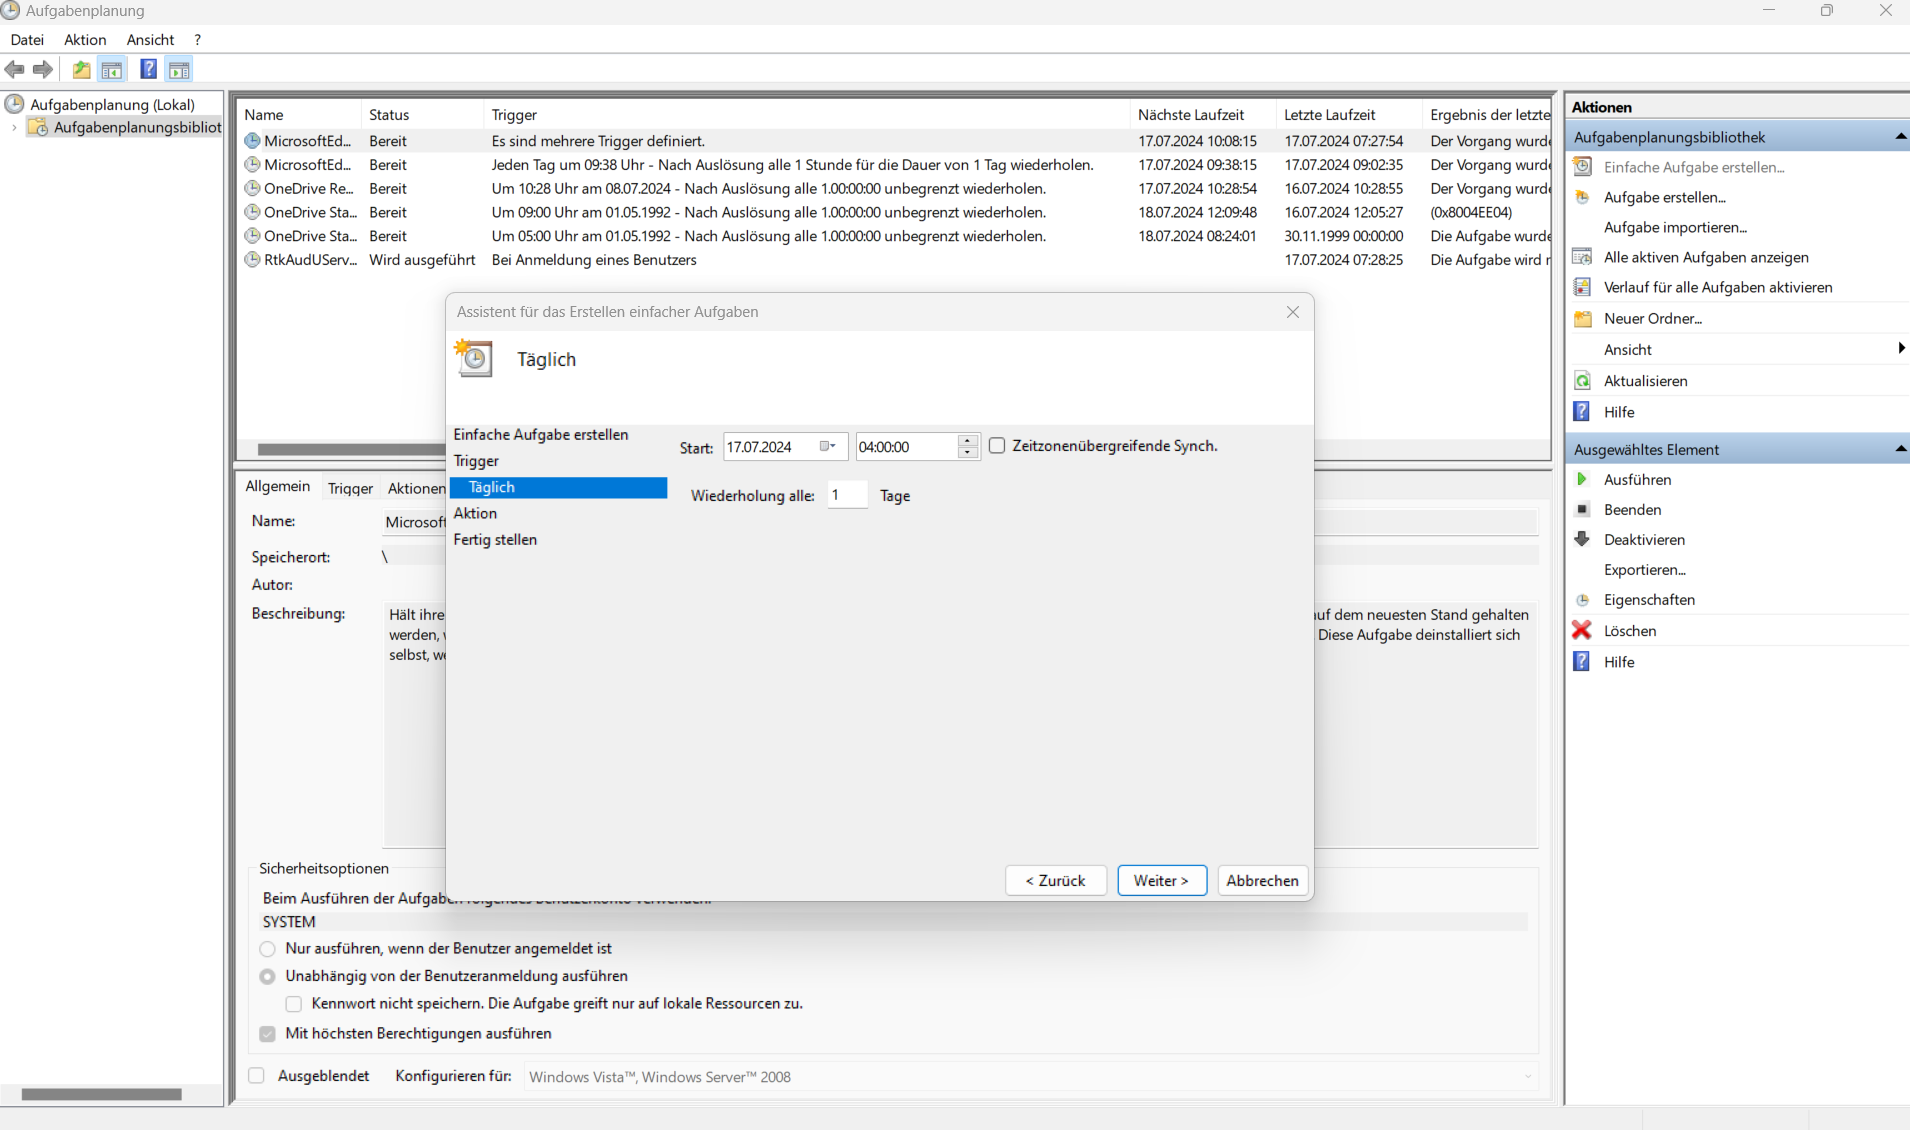 Aufgabenplanung
Datei Aktion Ansicht ?
Aufgabenplanung (Lokal)
Aufgabenplanungsbibliot
Name Status Trigger Nächste Laufzeit Letzte Laufzeit Ergebnis der letzte
MicrosoftEd... Bereit Es sind mehrere Trigger definiert. 17.07.2024 10:08:15 17.07.2024 07:27:54 Der Vorgang wurde
MicrosoftEd... Bereit Jeden Tag um 09:38 Uhr - Nach Auslösung alle 1 Stunde für die Dauer von 1 Tag wiederholen. 17.07.2024 09:38:15 17.07.2024 09:02:35 Der Vorgang wurde
OneDrive Re... Bereit Um 10:28 Uhr am 08.07.2024 - Nach Auslösung alle 1.00:00:00 unbegrenzt wiederholen. 17.07.2024 10:28:54 16.07.2024 10:28:55 Der Vorgang wurde
OneDrive Sta... Bereit Um 09:00 Uhr am 01.05.1992 - Nach Auslösung alle 1.00:00:00 unbegrenzt wiederholen. 18.07.2024 12:09:48 16.07.2024 12:05:27 (0x8004EE04)
OneDrive Sta... Bereit Um 05:00 Uhr am 01.05.1992 - Nach Auslösung alle 1.00:00:00 unbegrenzt wiederholen. 18.07.2024 08:24:01 30.11.1999 00:00:00 Die Aufgabe wurde
RtkAudUServ... Wird ausgeführt Bei Anmeldung eines Benutzers 17.07.2024 07:28:25 Die Aufgabe wird
Assistent für das Erstellen einfacher Aufgaben
Täglich
Einfache Aufgabe erstellen
Trigger
Täglich
Aktion
Fertig stellen
Start: 17.07.2024 04:00:00 Zeitzonenübergreifende Synch.
Wiederholung alle: 1 Tage
< Zurück Weiter > Abbrechen
Allgemein Trigger Aktionen
Name: Microsoft
Speicherort: \
Autor:
Beschreibung: Hält ihre auf dem neuesten Stand gehalten
werden, Diese Aufgabe deinstalliert sich
selbst,
Sicherheitsoptionen
Beim Ausführen der Aufgaben folgendes Benutzerkonto verwenden:
SYSTEM
Nur ausführen, wenn der Benutzer angemeldet ist
Unabhängig von der Benutzeranmeldung ausführen
Kennwort nicht speichern. Die Aufgabe greift nur auf lokale Ressourcen zu.
Mit höchsten Berechtigungen ausführen
Ausgeblendet Konfigurieren für: Windows Vista™, Windows Server™ 2008
Aktionen
Aufgabenplanungsbibliothek
Einfache Aufgabe erstellen...
Aufgabe erstellen...
Aufgabe importieren...
Alle aktiven Aufgaben anzeigen
Verlauf für alle Aufgaben aktivieren
Neuer Ordner...
Ansicht
Aktualisieren
Hilfe
Ausgewähltes Element
Ausführen
Beenden
Deaktivieren
Exportieren...
Eigenschaften
Löschen
Hilfe